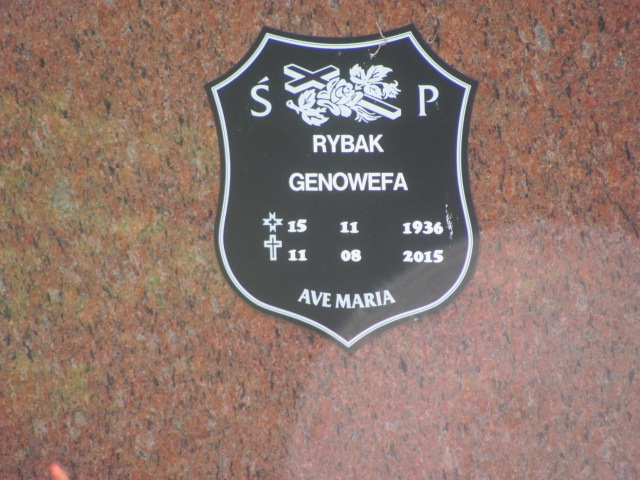 Ś P
RYBAK
GENOWEFA
15 11 1936
11 08 2015
AVE MARIA